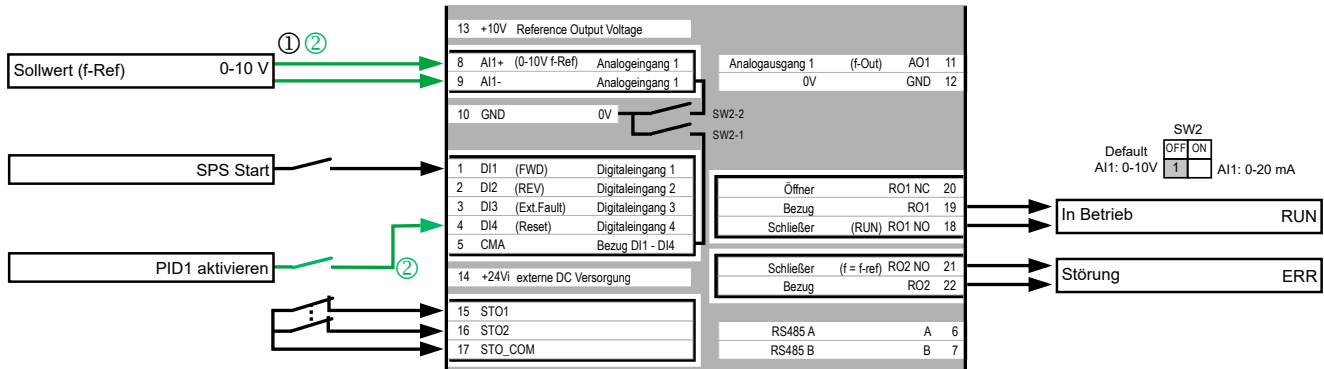 ① ②
Sollwert (f-Ref) 0-10 V
SPS Start
PID1 aktivieren
②
13 +10V Reference Output Voltage
8 AI1+ (0-10V f-Ref) Analogeingang 1
9 AI1- Analogeingang 1
10 GND 0V
SW2-2
SW2-1
1 DI1 (FWD) Digitaleingang 1
2 DI2 (REV) Digitaleingang 2
3 DI3 (Ext.Fault) Digitaleingang 3
4 DI4 (Reset) Digitaleingang 4
5 CMA Bezug DI1 - DI4
14 +24Vi externe DC Versorgung
15 STO1
16 STO2
17 STO_COM
Analogausgang 1 (f-Out) AO1 11
0V GND 12
Öffner RO1 NC 20
Bezug RO1 19
Schließer (RUN) RO1 NO 18
Schließer (f = f-ref) RO2 NO 21
Bezug RO2 22
RS485 A A 6
RS485 B B 7
SW2
Default OFF ON
AI1: 0-10V 1 AI1: 0-20 mA
In Betrieb RUN
Störung ERR